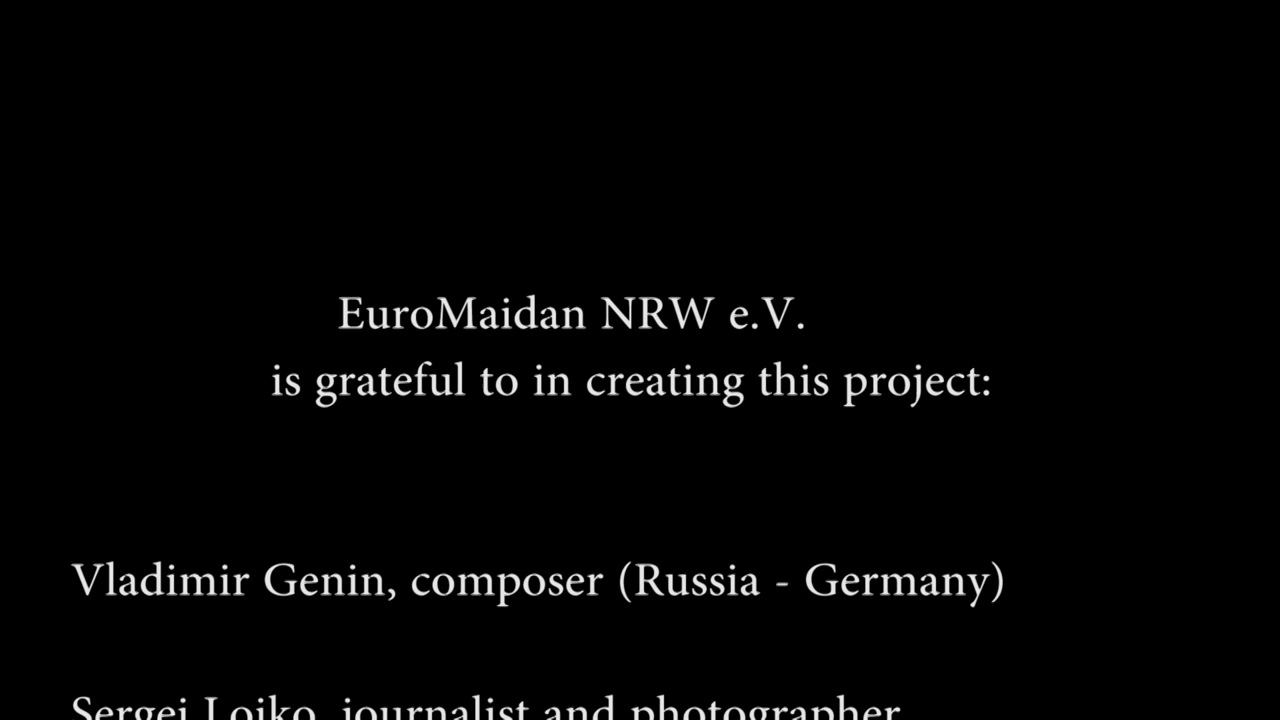 EuroMaidan NRW e.V.
is grateful to in creating this project:
Vladimir Genin, composer (Russia - Germany)
Sergei Loiko, journalist and photographer